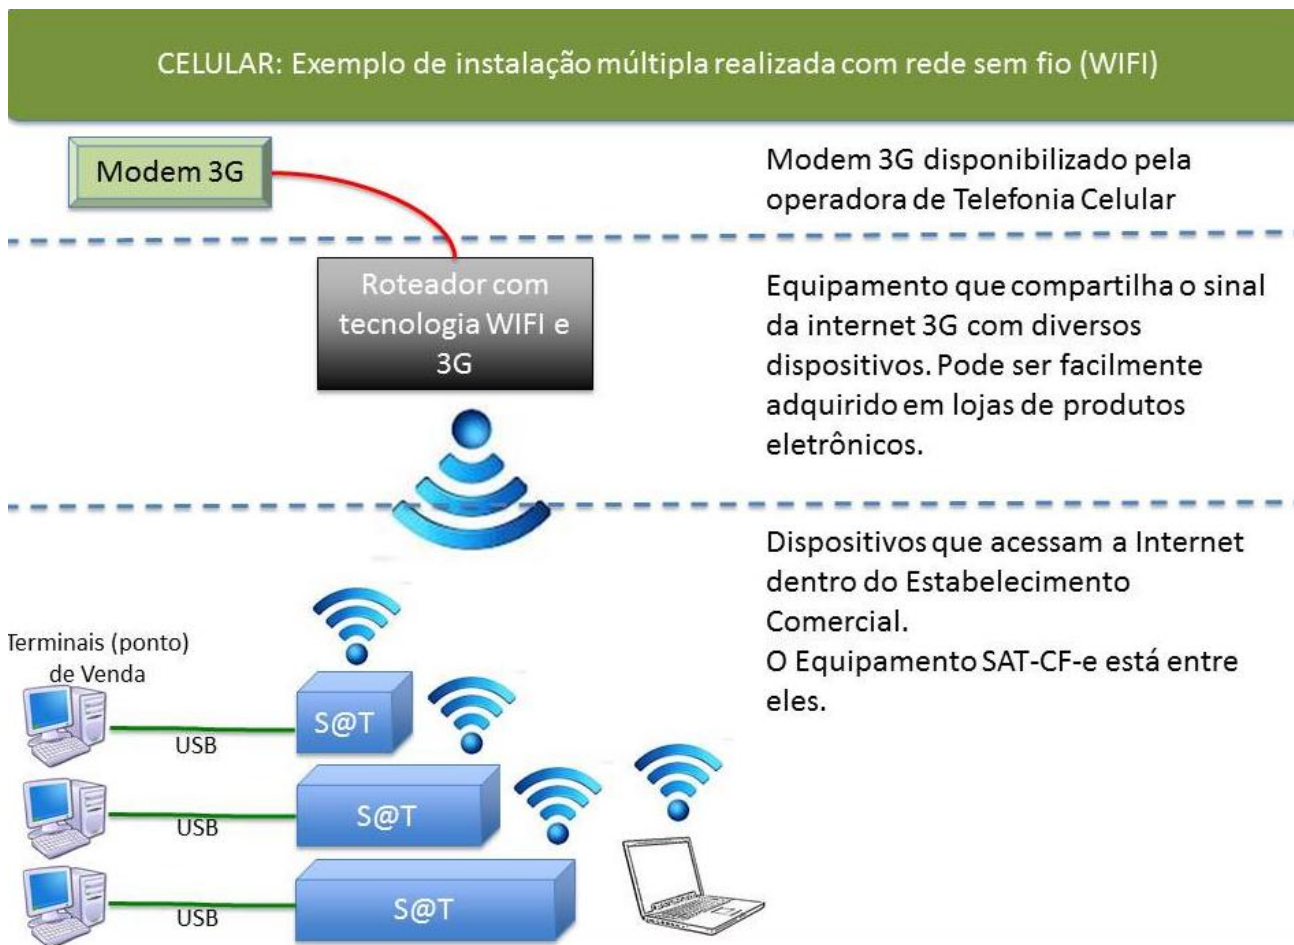 CELULAR: Exemplo de instalação múltipla realizada com rede sem fio (WIFI)
Modem 3G
Modem 3G disponibilizado pela
operadora de Telefonia Celular
Roteador com
tecnologia WIFI e
3G
Equipamento que compartilha o sinal
da internet 3G com diversos
dispositivos. Pode ser facilmente
adquirido em lojas de produtos
eletrônicos.
Dispositivos que acessam a Internet
dentro do Estabelecimento
Comercial.
O Equipamento SAT-CF-e está entre
eles.
Terminais (ponto)
de Venda
USB
S@T
USB
S@T
USB
S@T